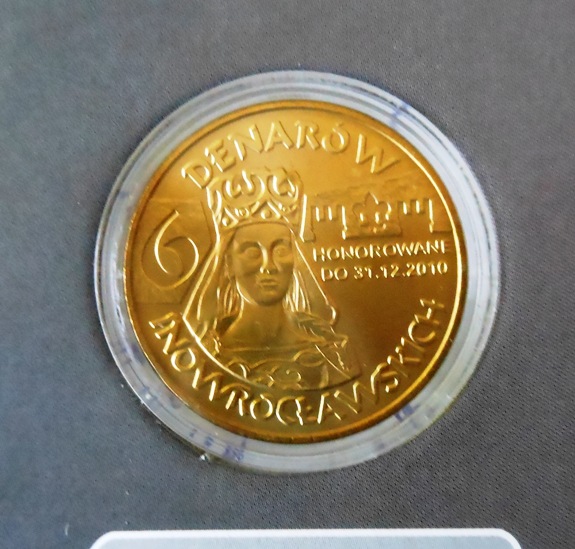 6
DENARÓW
HONOROWANE
DO 31.12.2010
INOWROCŁAWSKICH